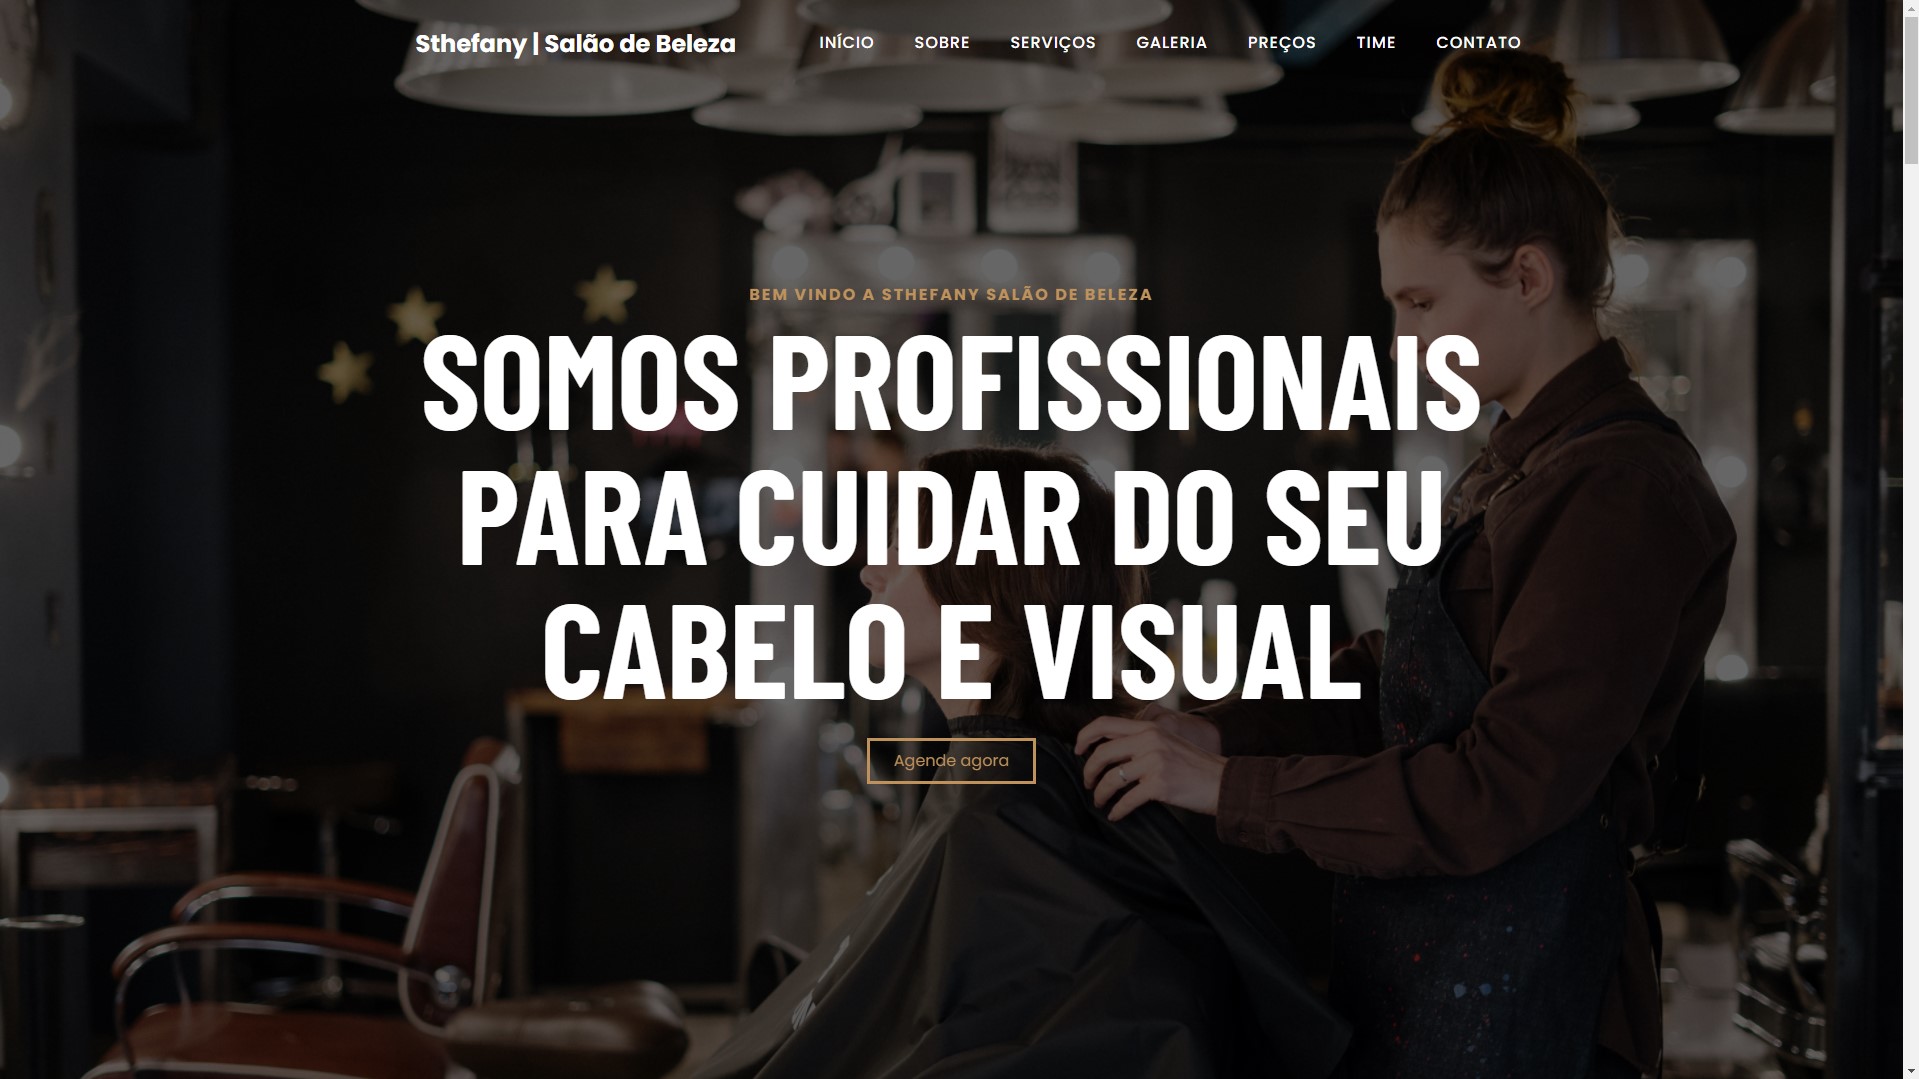 Sthefany | Salão de Beleza
INÍCIO SOBRE SERVIÇOS GALERIA PREÇOS TIME CONTATO
BEM VINDO A STHEFANY SALÃO DE BELEZA
SOMOS PROFISSIONAIS
PARA CUIDAR DO SEU
CABELO E VISUAL
Agende agora